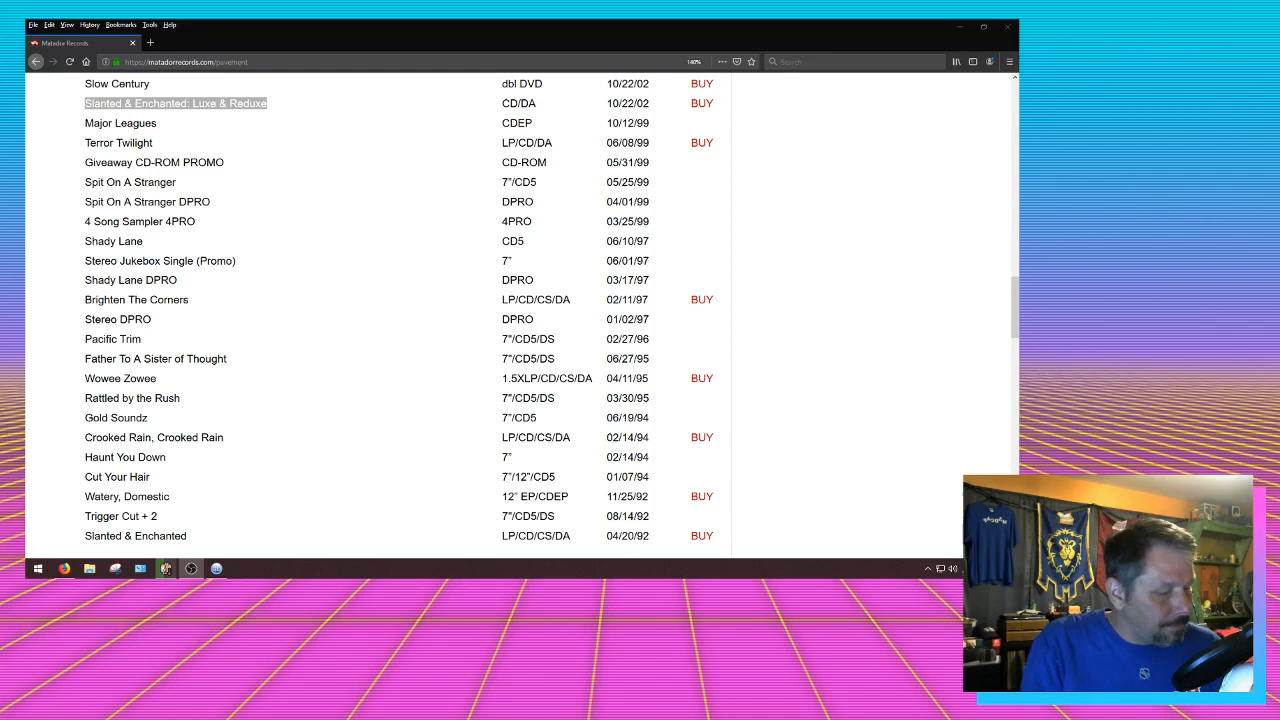 File Edit View History Bookmarks Tools Help
Matador Records
https://matadorrecords.com/pavement 140% Search
Slow Century dbl DVD 10/22/02 BUY
Slanted & Enchanted: Luxe & Reduxe CD/DA 10/22/02 BUY
Major Leagues CDEP 10/12/99
Terror Twilight LP/CD/DA 06/08/99 BUY
Giveaway CD-ROM PROMO CD-ROM 05/31/99
Spit On A Stranger 7"/CD5 05/25/99
Spit On A Stranger DPRO DPRO 04/01/99
4 Song Sampler 4PRO 4PRO 03/25/99
Shady Lane CD5 06/10/97
Stereo Jukebox Single (Promo) 7" 06/01/97
Shady Lane DPRO DPRO 03/17/97
Brighten The Corners LP/CD/CS/DA 02/11/97 BUY
Stereo DPRO DPRO 01/02/97
Pacific Trim 7"/CD5/DS 02/27/96
Father To A Sister of Thought 7"/CD5/DS 06/27/95
Wowee Zowee 1.5XLP/CD/CS/DA 04/11/95 BUY
Rattled by the Rush 7"/CD5/DS 03/30/95
Gold Soundz 7"/CD5 06/19/94
Crooked Rain, Crooked Rain LP/CD/CS/DA 02/14/94 BUY
Haunt You Down 7" 02/14/94
Cut Your Hair 7"/12"/CD5 01/07/94
Watery, Domestic 12" EP/CDEP 11/25/92 BUY
Trigger Cut + 2 7"/CD5/DS 08/14/92
Slanted & Enchanted LP/CD/CS/DA 04/20/92 BUY